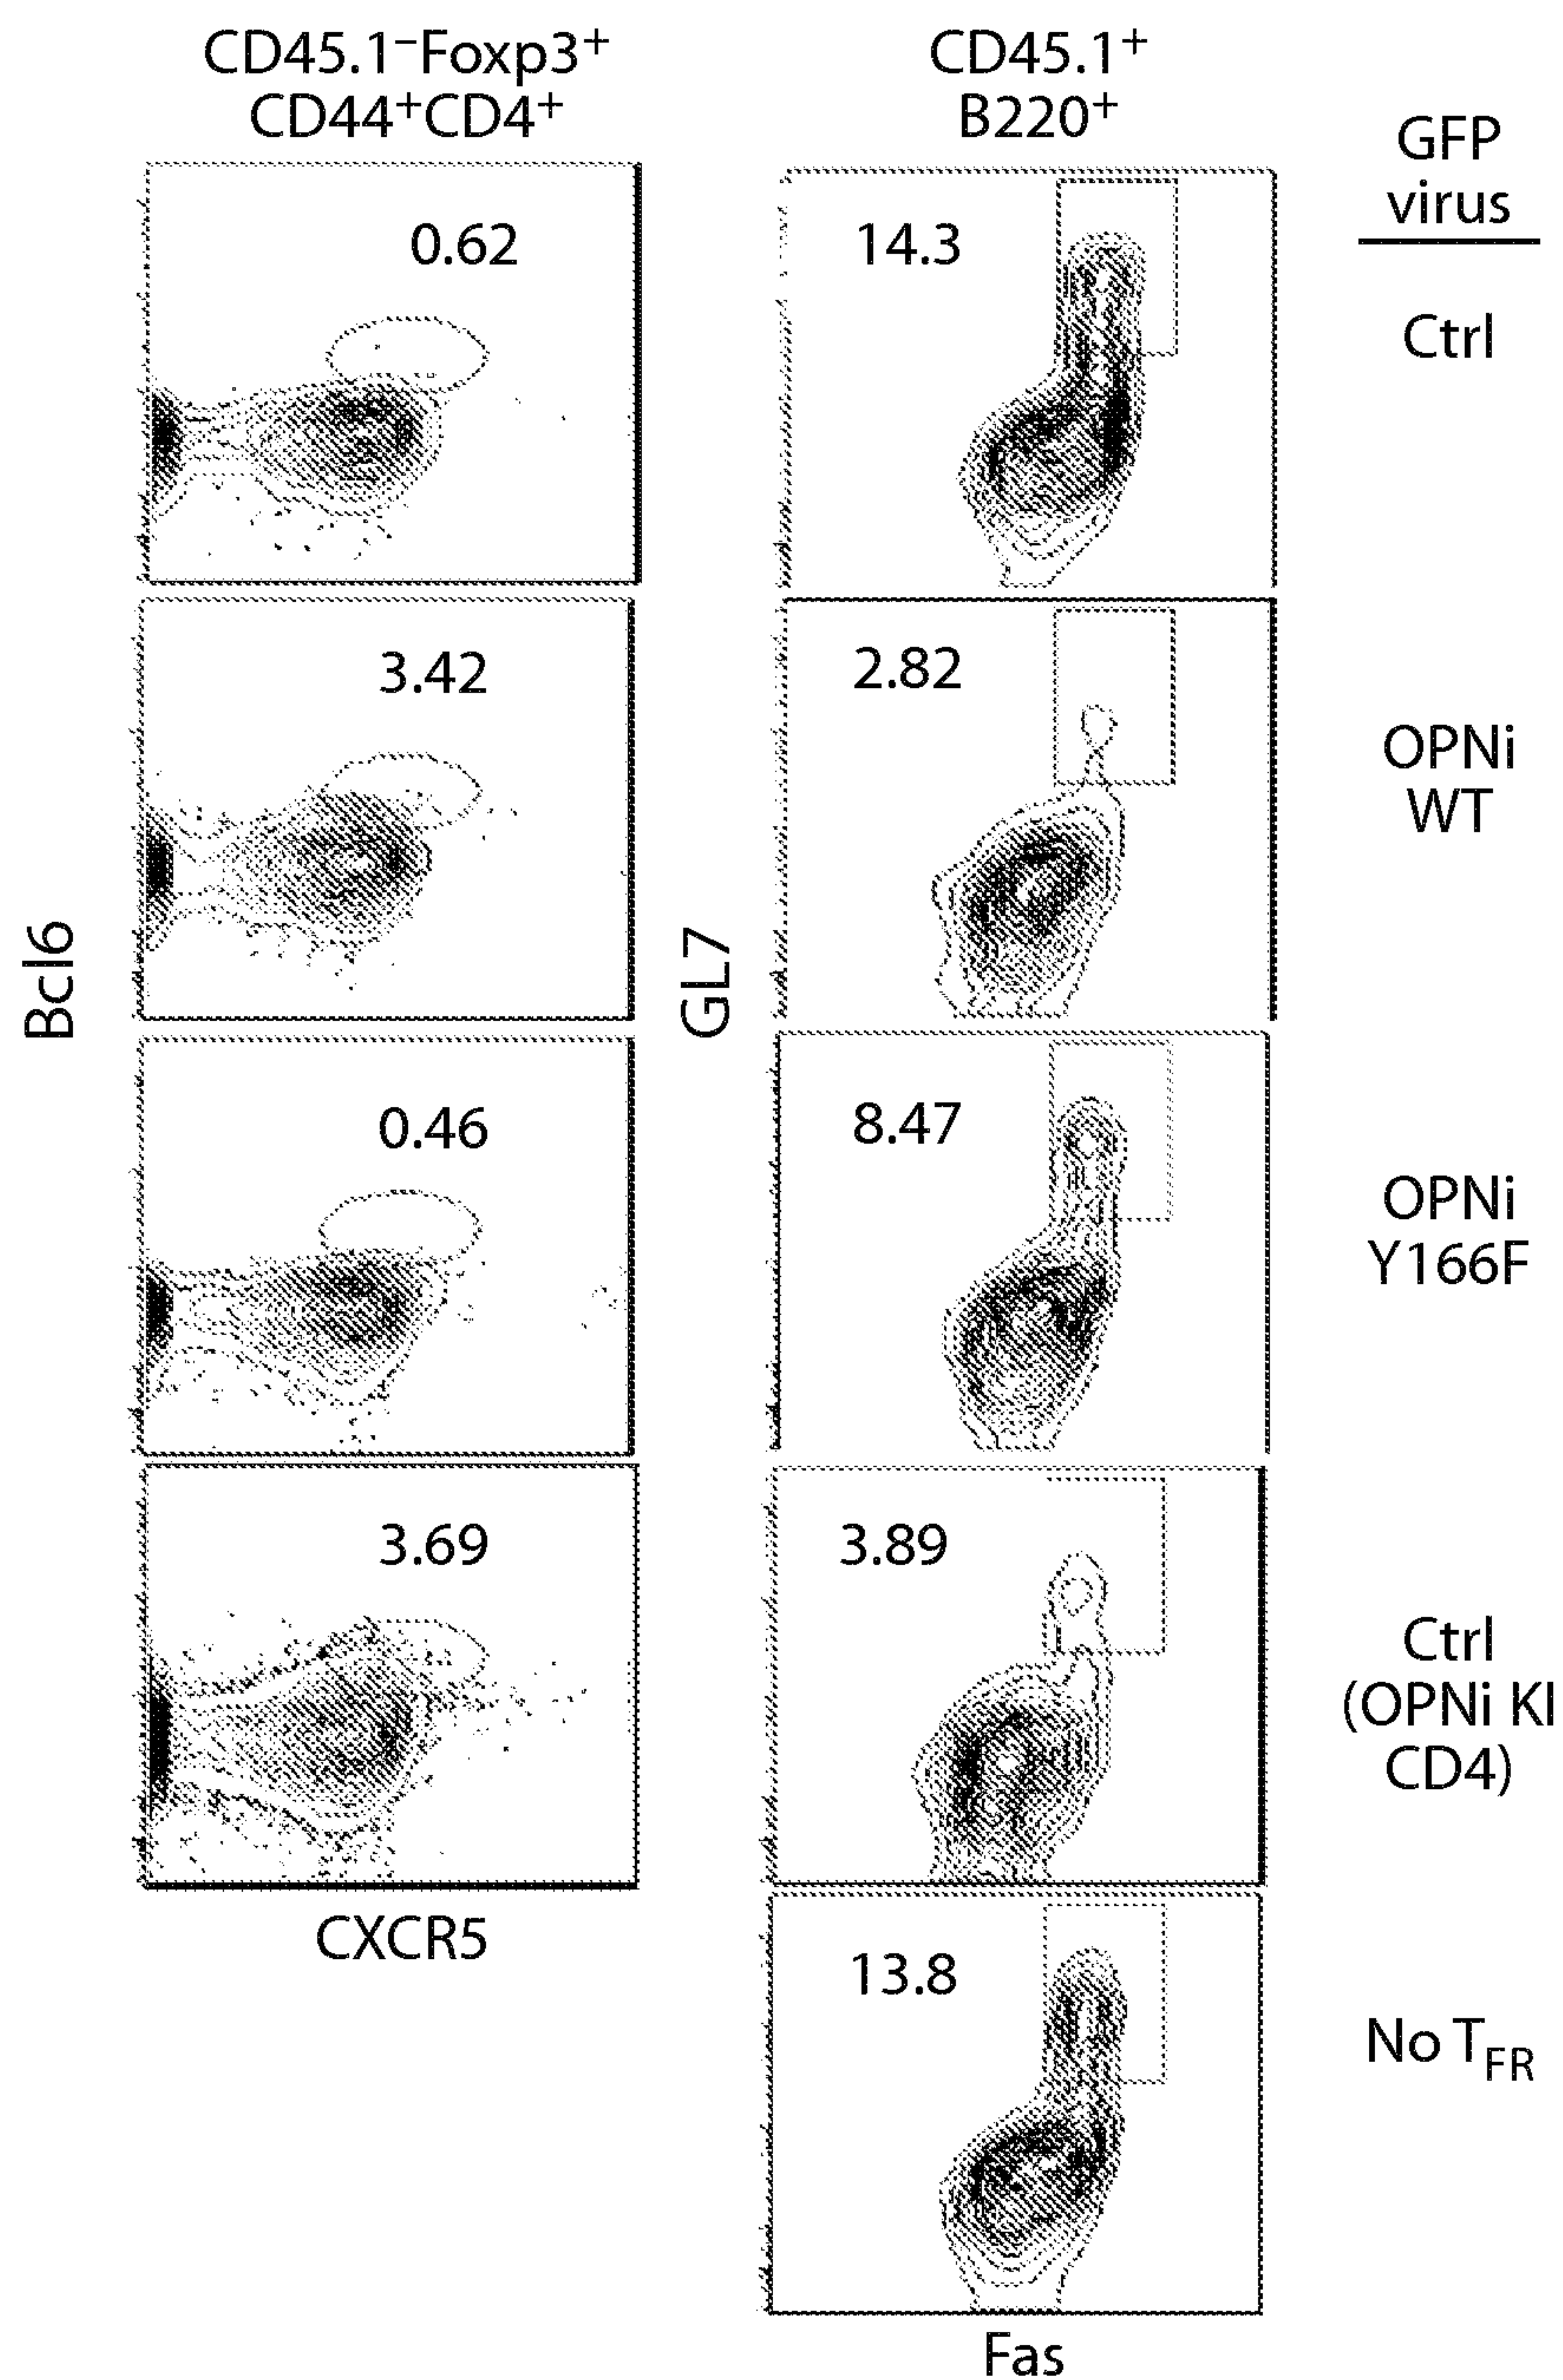 CD45.1⁻Foxp3⁺
CD44⁺CD4⁺
CD45.1⁺
B220⁺
GFP
virus
0.62
14.3
Ctrl
3.42
2.82
OPNi
WT
Bcl6
GL7
0.46
8.47
OPNi
Y166F
3.69
3.89
Ctrl
(OPNi KI
CD4)
CXCR5
13.8
No TFR
Fas